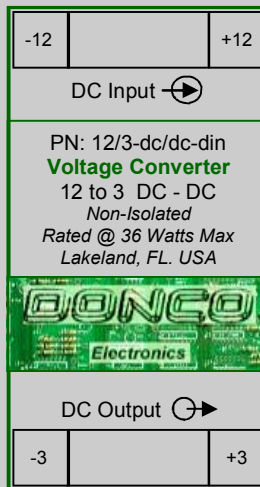 -12 +12
DC Input
PN: 12/3-dc/dc-din
Voltage Converter
12 to 3 DC - DC
Non-Isolated
Rated @ 36 Watts Max
Lakeland, FL. USA
DONCO
Electronics
DC Output
-3 +3